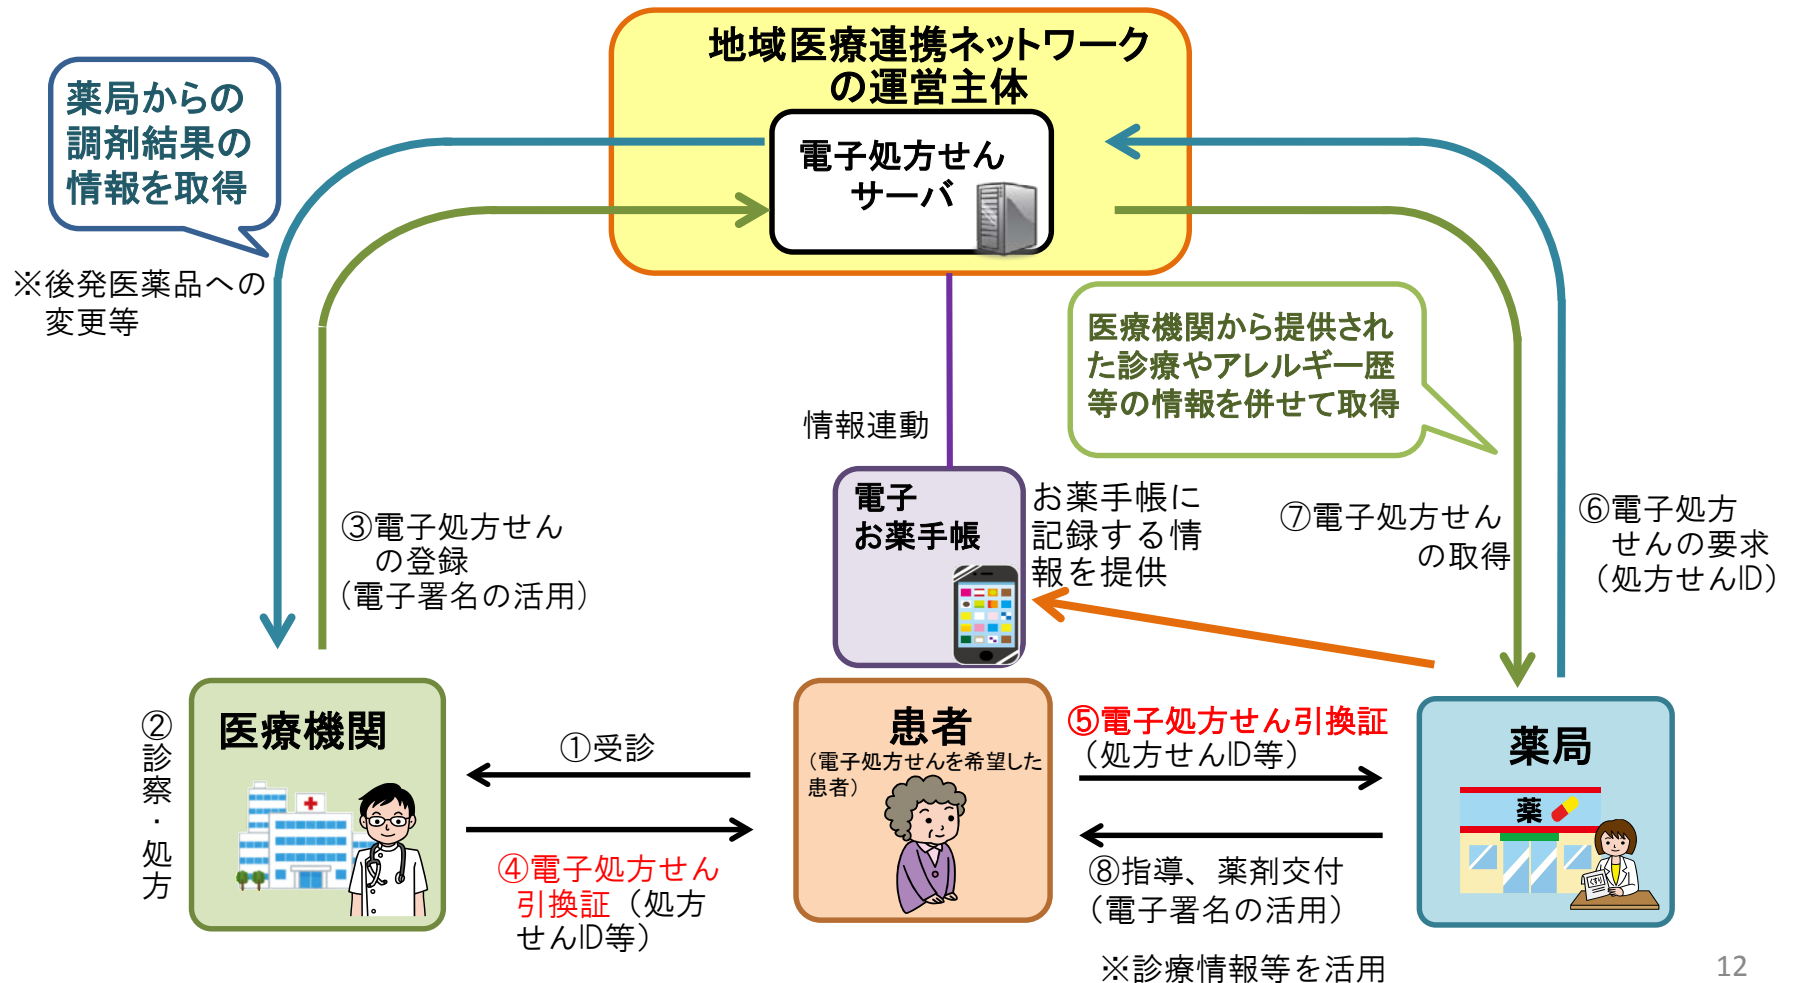 地域医療連携ネットワーク
の運営主体
電子処方せん
サーバ
薬局からの
調剤結果の
情報を取得
※後発医薬品への
変更等
医療機関から提供され
た診療やアレルギー歴
等の情報を併せて取得
情報連動
電子
お薬手帳
お薬手帳に
記録する情
報を提供
③電子処方せん
の登録
（電子署名の活用）
⑦電子処方せん
の取得
⑥電子処方
せんの要求
（処方せんID）
②診察・処方
医療機関
①受診
④電子処方せん
引換証（処方
せんID等）
患者
（電子処方せんを希望した
患者）
⑤電子処方せん引換証
（処方せんID等）
⑧指導、薬剤交付
（電子署名の活用）
※診療情報等を活用
薬局
薬
12